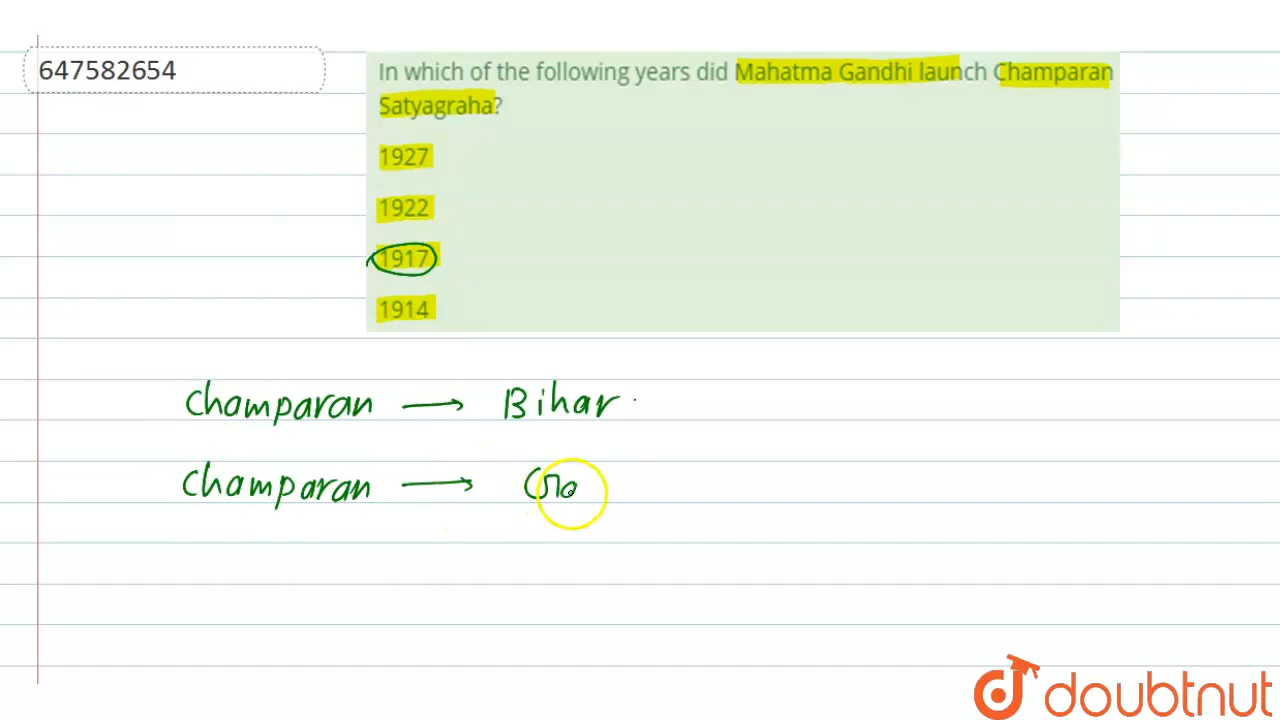 647582654
In which of the following years did Mahatma Gandhi launch Champaran
Satyagraha?
1927
1922
1917
1914
Champaran → Bihar
Champaran →
doubtnut